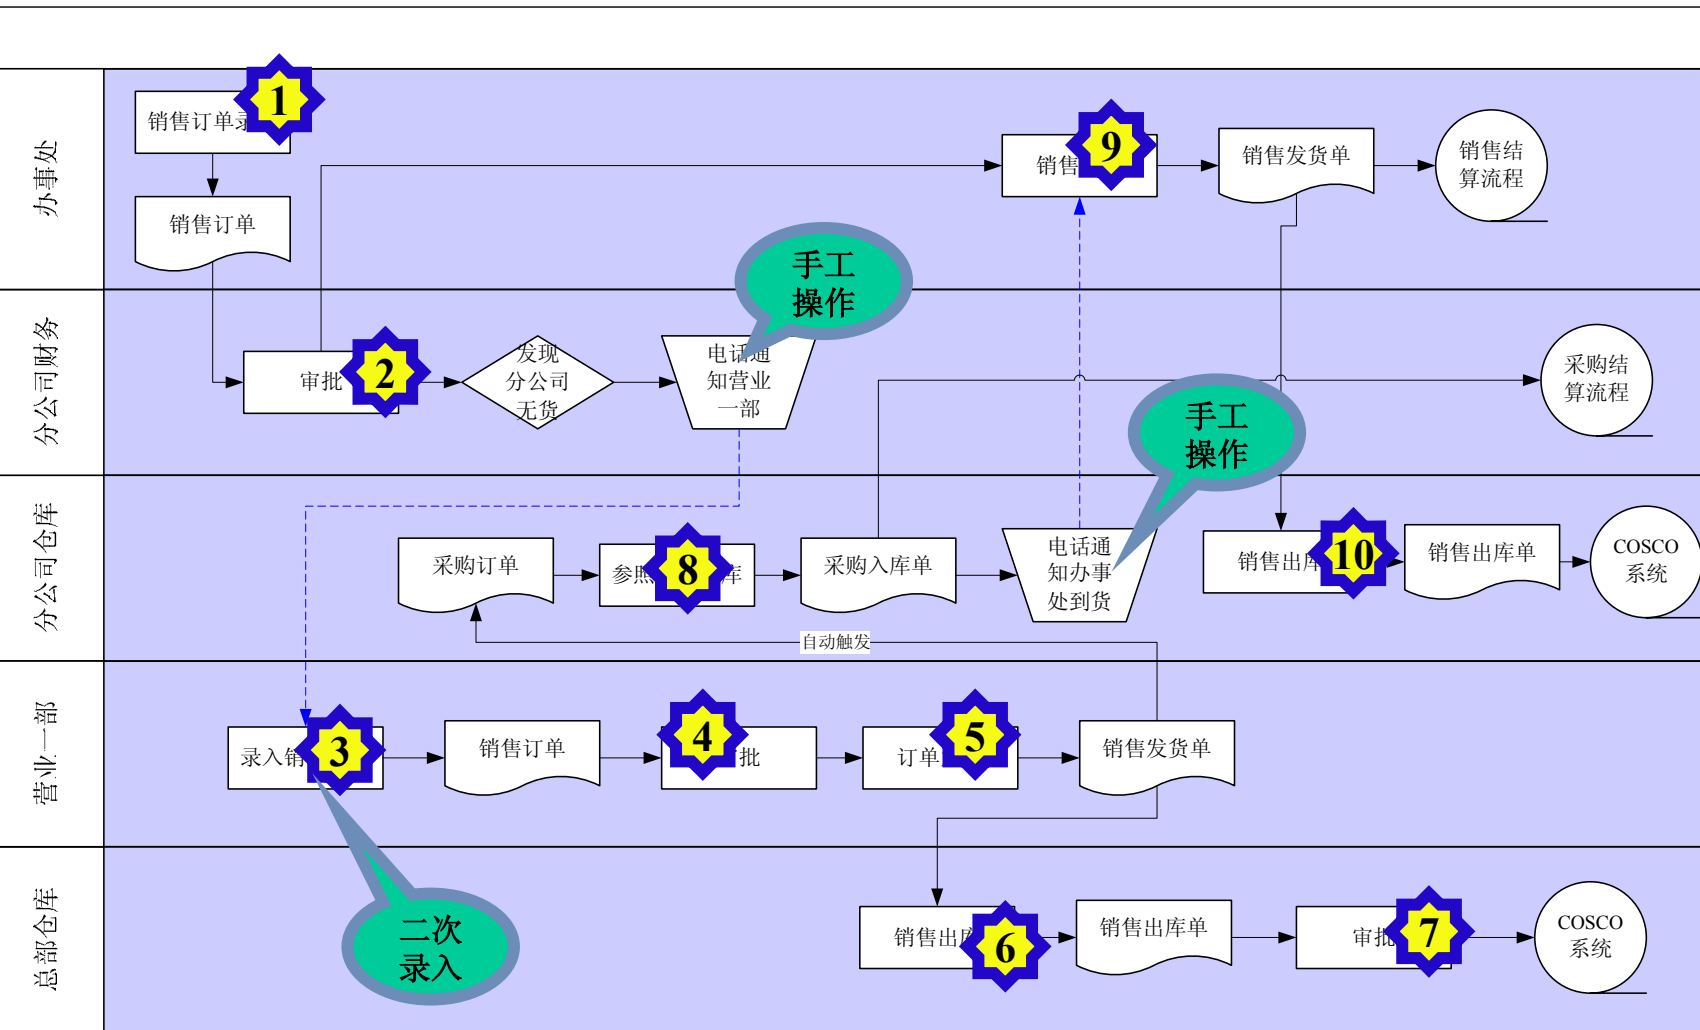 办事处
销售订单
1
销售订单
销售
9
销售发货单
销售结
算流程
手工
操作
分公司财务
审批
2
发现
分公司
无货
电话通
知营业
一部
采购结
算流程
手工
操作
分公司仓库
采购订单
参照
8
库
采购入库单
电话通
知办事
处到货
销售出库
10
销售出库单
COSCO
系统
自动触发
营业一部
录入销
3
销售订单
4
批
订单
5
销售发货单
总部仓库
二次
录入
销售出库
6
销售出库单
审批
7
COSCO
系统